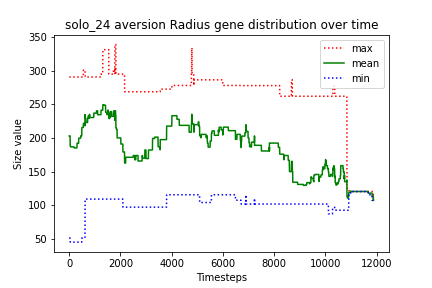 solo_24 aversion Radius gene distribution over time
350
300
250
200
150
100
50
Size value
max
mean
min
0
2000
4000
6000
8000
10000
12000
Timesteps